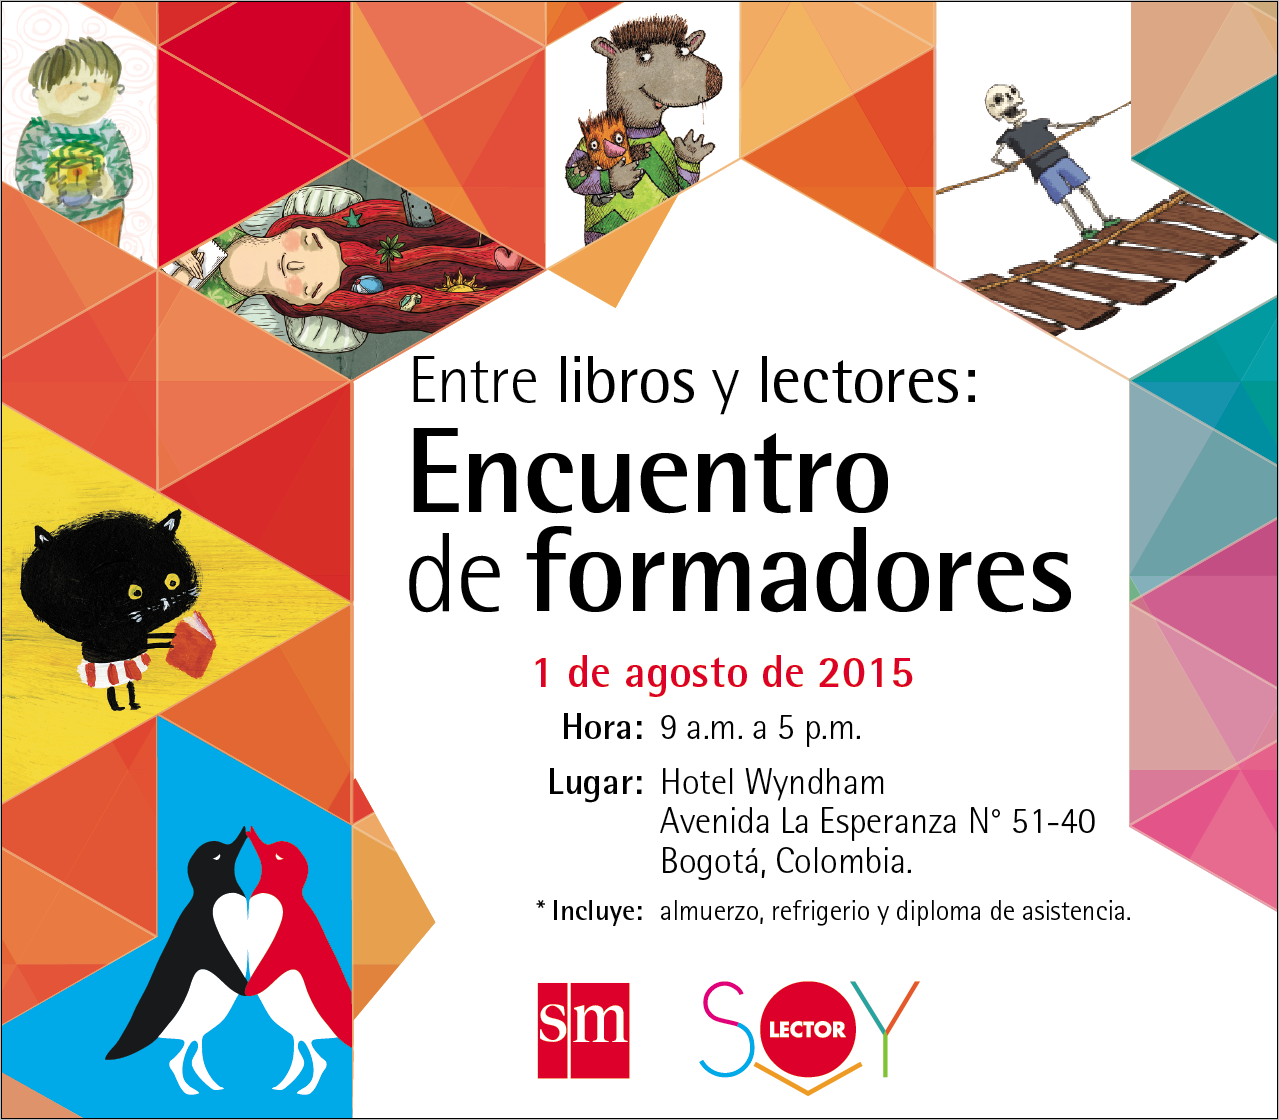 Entre libros y lectores:
Encuentro
de formadores
1 de agosto de 2015
Hora: 9 a.m. a 5 p.m.
Lugar: Hotel Wyndham
Avenida La Esperanza N° 51-40
Bogotá, Colombia.
* Incluye: almuerzo, refrigerio y diploma de asistencia.
sm
SOY
LECTOR